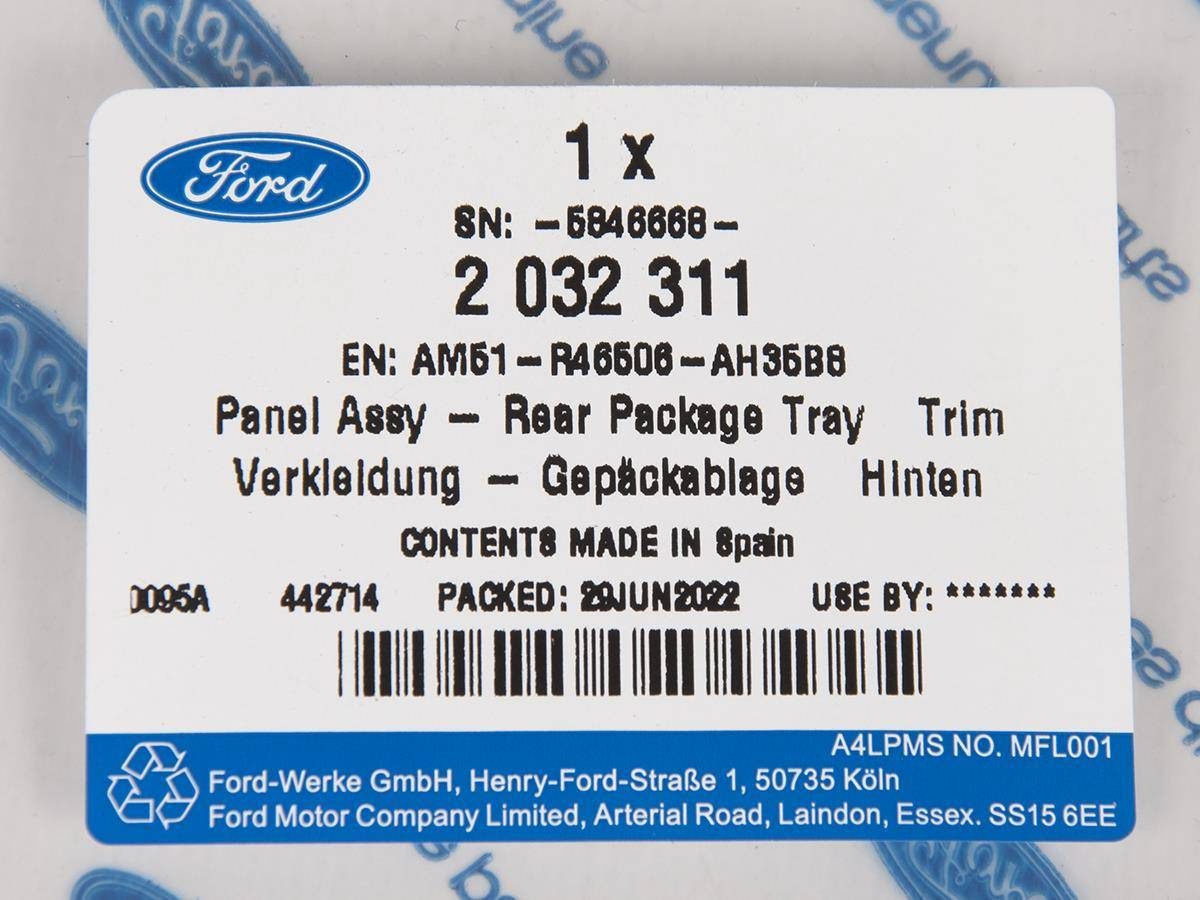 Ford
1 x
SN: -5846668-
2 032 311
EN: AM51-R46506-AH35B8
Panel Assy - Rear Package Tray Trim
Verkleidung - Gepäckablage Hinten
CONTENTS MADE IN Spain
0095A 442714 PACKED: 29JUN2022 USE BY: *******
A4LPMS NO. MFL001
Ford-Werke GmbH, Henry-Ford-Straße 1, 50735 Köln
Ford Motor Company Limited, Arterial Road, Laindon, Essex. SS15 6EE